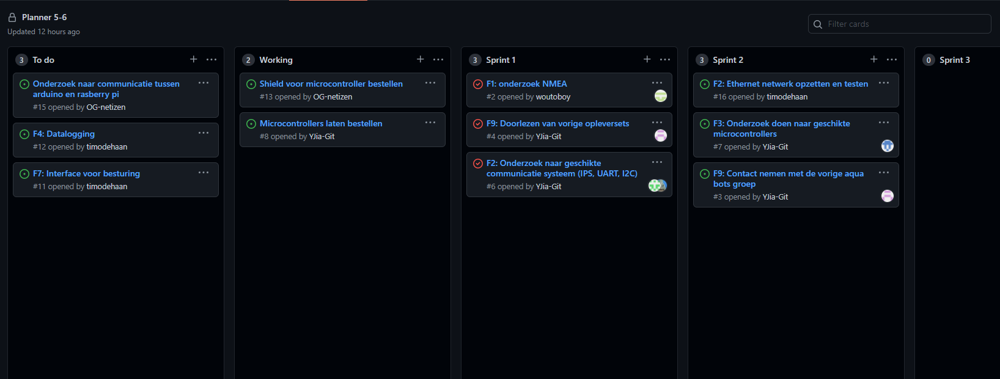 Planner 5-6
Updated 12 hours ago
Filter cards
3 To do
Onderzoek naar communicatie tussen
arduino en rasberry pi
#15 opened by OG-netizen
F4: Datalogging
#12 opened by timodehaan
F7: Interface voor besturing
#11 opened by timodehaan
2 Working
Shield voor microcontroller bestellen
#13 opened by OG-netizen
Microcontrollers laten bestellen
#8 opened by YJia-Git
3 Sprint 1
F1: onderzoek NMEA
#2 opened by woutoboy
F9: Doorlezen van vorige opleversets
#4 opened by YJia-Git
F2: Onderzoek naar geschikte
communicatie systeem (IPS, UART, I2C)
#6 opened by YJia-Git
3 Sprint 2
F2: Ethernet netwerk opzetten en testen
#16 opened by timodehaan
F3: Onderzoek doen naar geschikte
microcontrollers
#7 opened by YJia-Git
F9: Contact nemen met de vorige aqua
bots groep
#3 opened by YJia-Git
0 Sprint 3